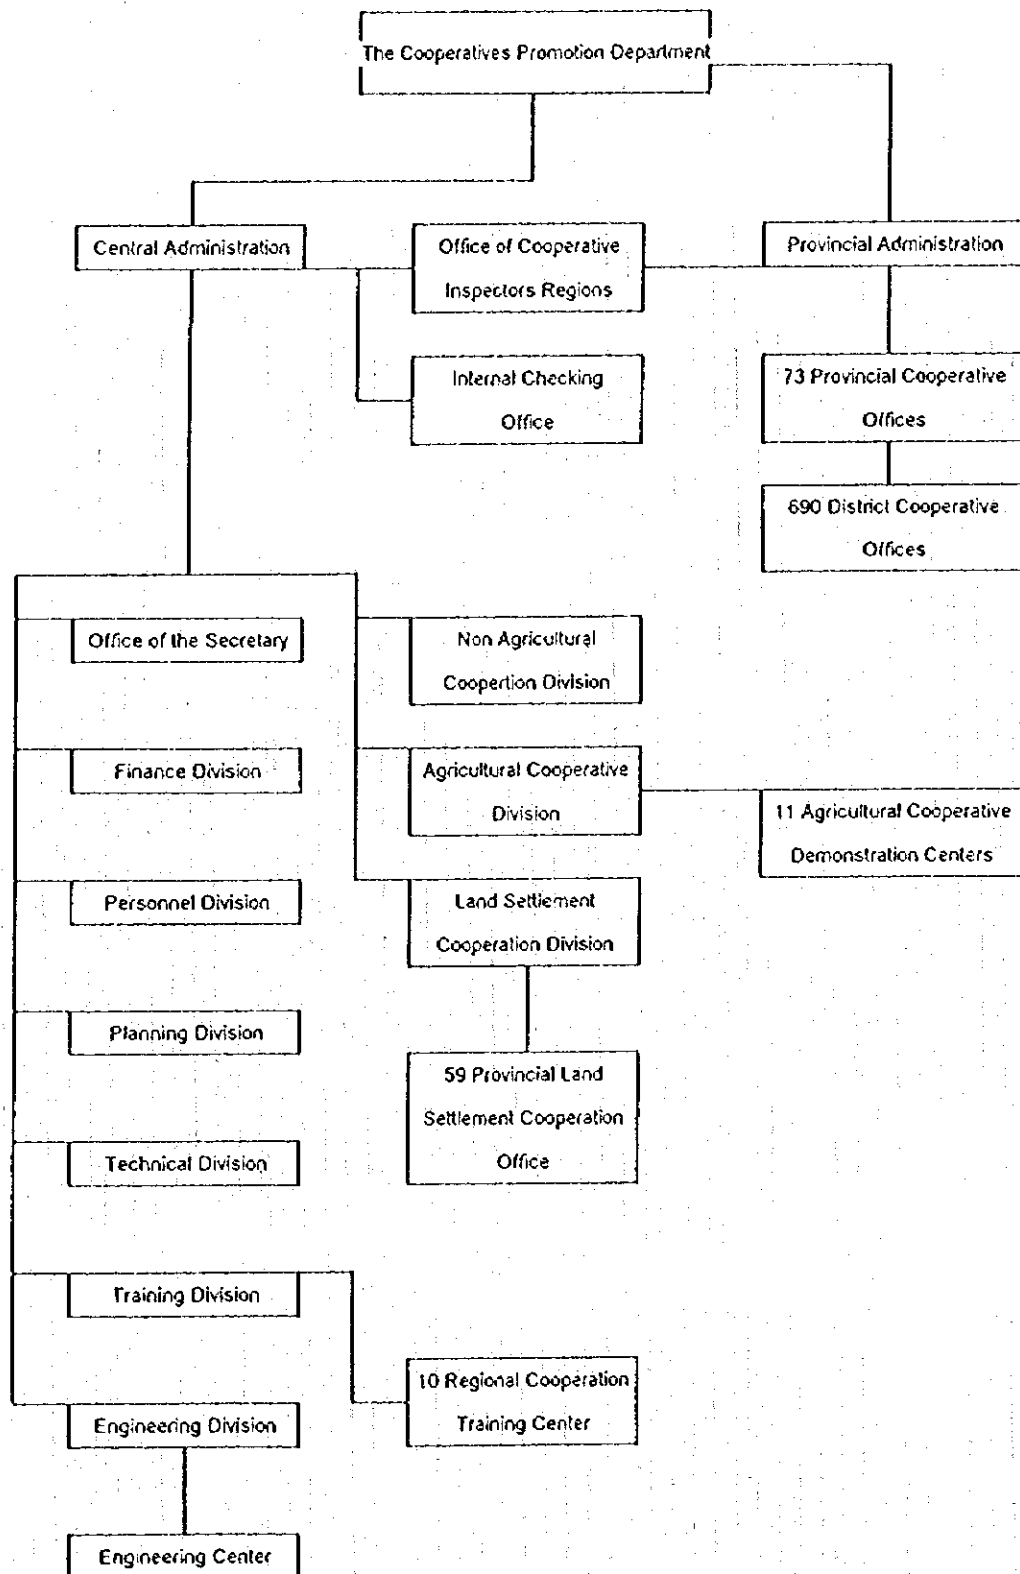 The Cooperatives Promotion Department
Central Administration
Office of Cooperative
Inspectors Regions
Provincial Administration
Internal Checking
Office
73 Provincial Cooperative
Offices
690 District Cooperative
Offices
Office of the Secretary
Non Agricultural
Coopertion Division
Finance Division
Agricultural Cooperative
Division
11 Agricultural Cooperative
Demonstration Centers
Personnel Division
Land Settlement
Cooperation Division
Planning Division
59 Provincial Land
Settlement Cooperation
Office
Technical Division
Training Division
10 Regional Cooperation
Training Center
Engineering Division
Engineering Center